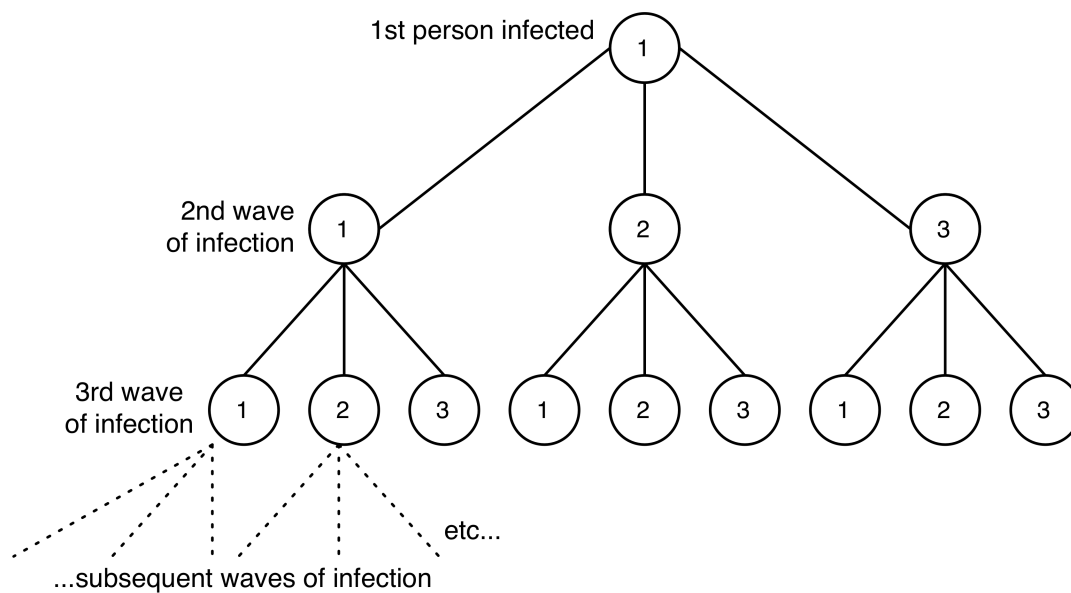 1st person infected
1
2nd wave
of infection
1
2
3
3rd wave
of infection
1
2
3
1
2
3
1
2
3
etc...
...subsequent waves of infection